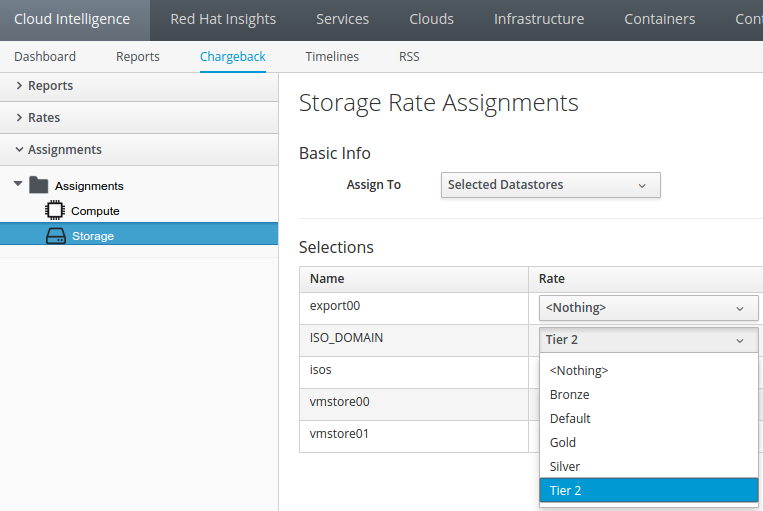 Cloud Intelligence Red Hat Insights Services Clouds Infrastructure Containers Cont
Dashboard Reports Chargeback Timelines RSS
Reports
Rates
Assignments
Assignments
Compute
Storage
Storage Rate Assignments
Basic Info
Assign To Selected Datastores
Selections
Name Rate
export00 <Nothing>
ISO_DOMAIN Tier 2
isos
vmstore00
vmstore01
<Nothing>
Bronze
Default
Gold
Silver
Tier 2